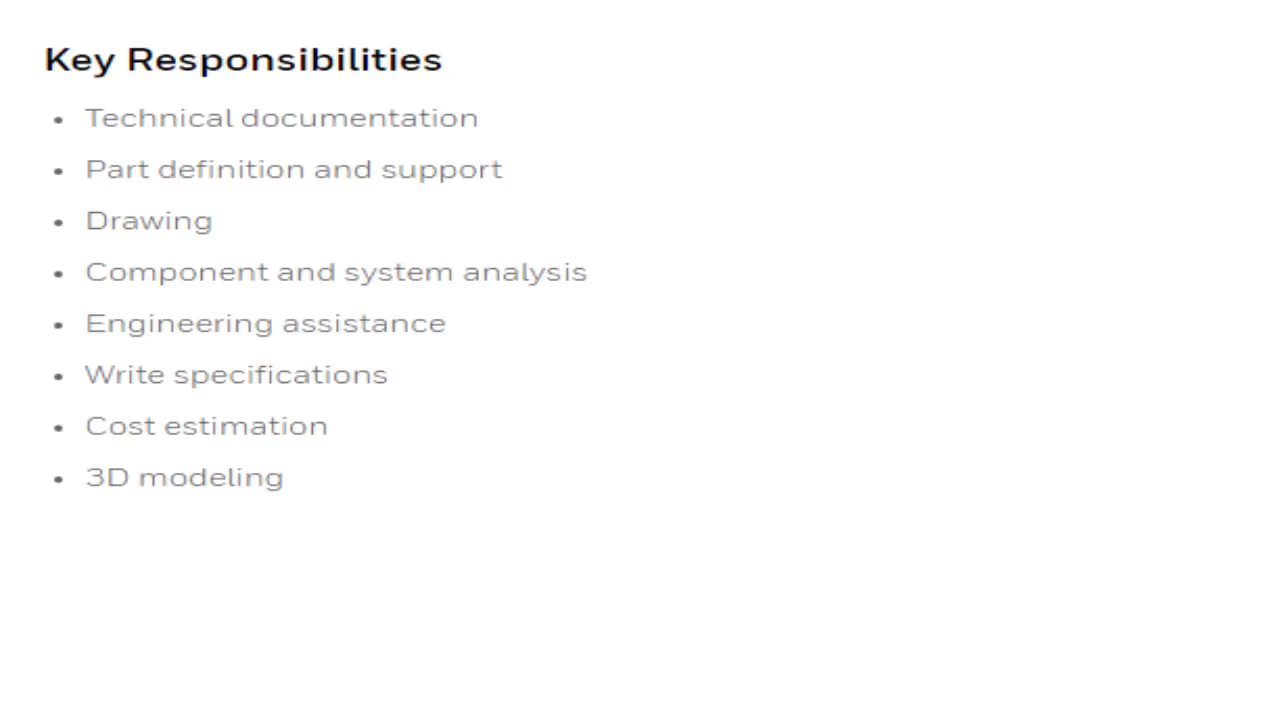 Key Responsibilities
• Technical documentation
• Part definition and support
• Drawing
• Component and system analysis
• Engineering assistance
• Write specifications
• Cost estimation
• 3D modeling